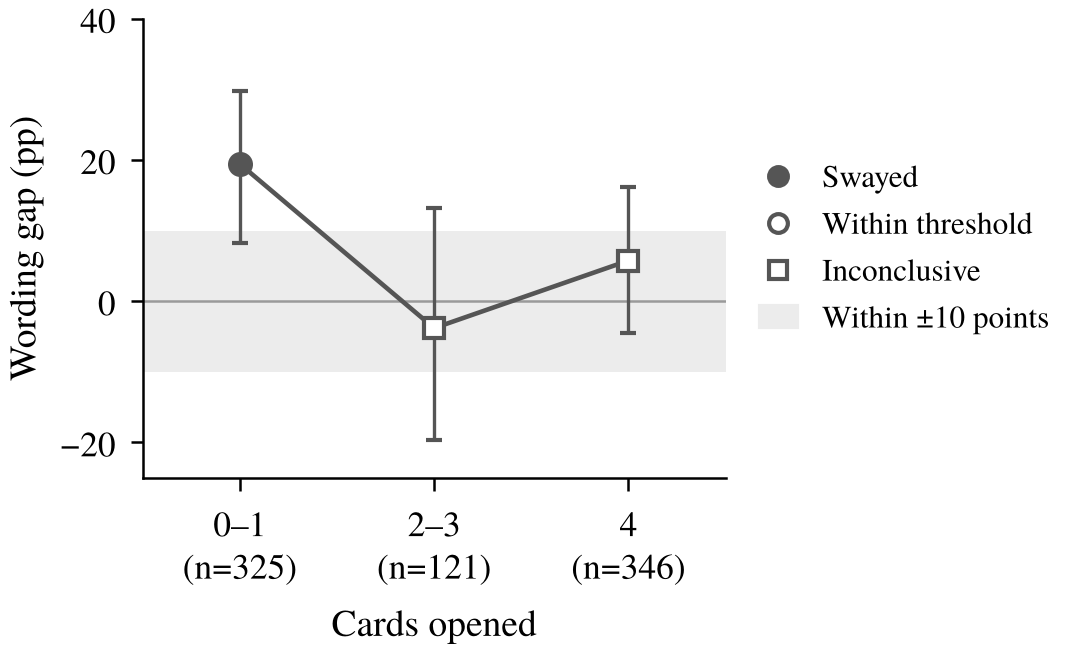 40
20
0
−20
Wording gap (pp)
0–1
(n=325)
2–3
(n=121)
4
(n=346)
Cards opened
Swayed
Within threshold
Inconclusive
Within ±10 points